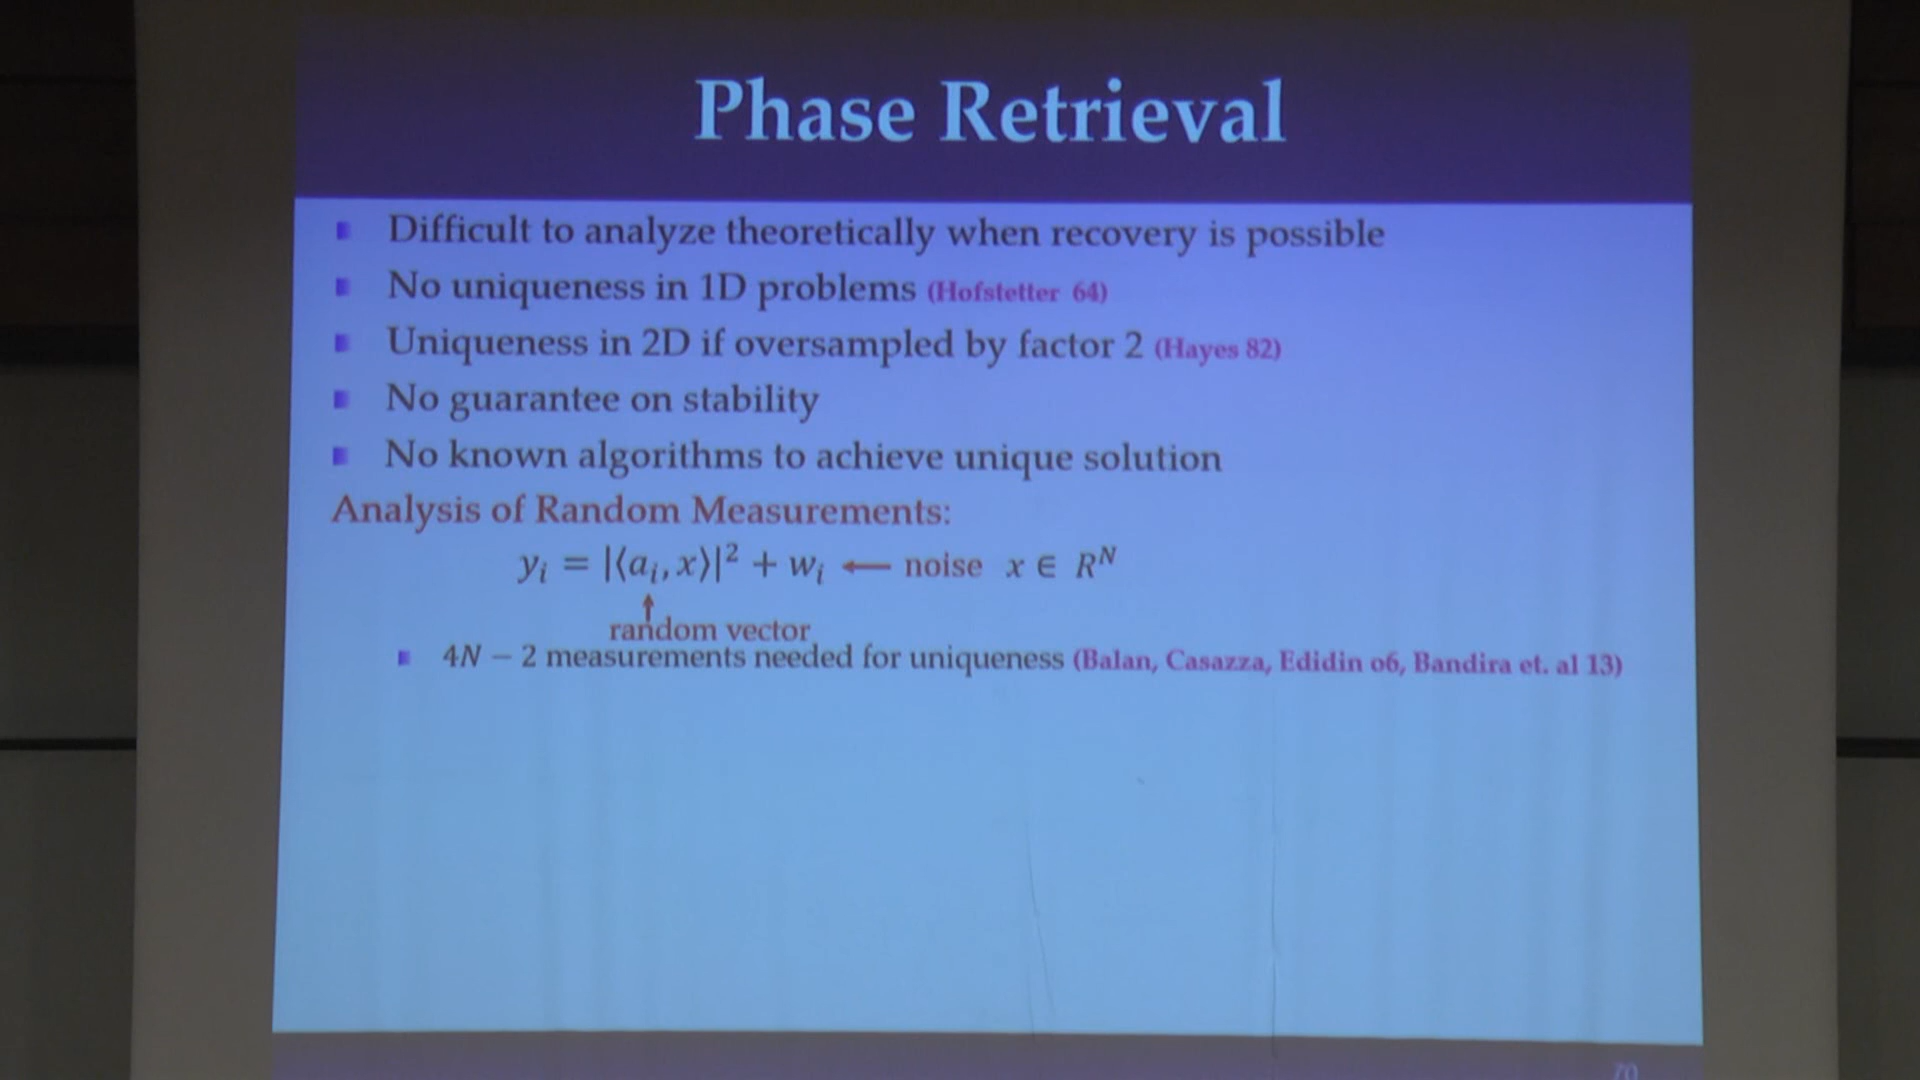 Phase Retrieval
Difficult to analyze theoretically when recovery is possible
No uniqueness in 1D problems (Hofstetter 64)
Uniqueness in 2D if oversampled by factor 2 (Hayes 82)
No guarantee on stability
No known algorithms to achieve unique solution
Analysis of Random Measurements:
yᵢ = |⟨aᵢ, x⟩|² + wᵢ ← noise x ∈ Rᴺ
↑
random vector
4N − 2 measurements needed for uniqueness (Balan, Casazza, Edidin o6, Bandira et. al 13)
70